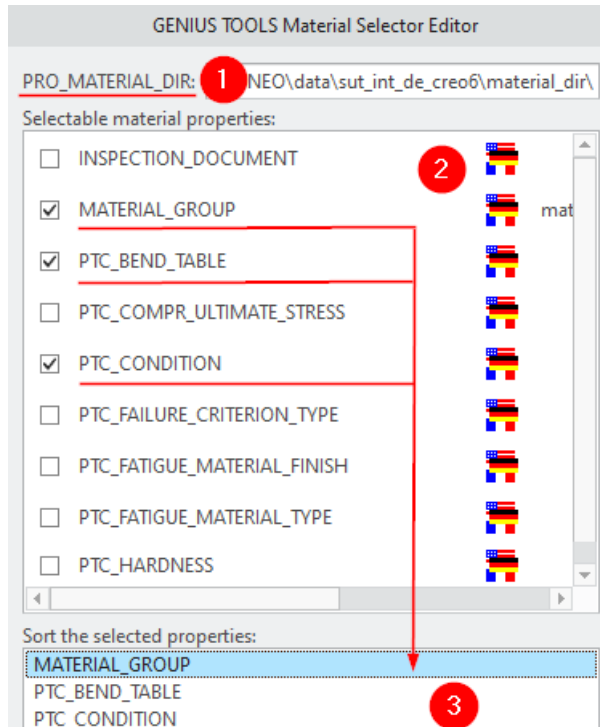 GENIUS TOOLS Material Selector Editor
PRO_MATERIAL_DIR: 1 NEO\data\sut_int_de_creo6\material_dir\
Selectable material properties:
INSPECTION_DOCUMENT 2
MATERIAL_GROUP mat
PTC_BEND_TABLE
PTC_COMPR_ULTIMATE_STRESS
PTC_CONDITION
PTC_FAILURE_CRITERION_TYPE
PTC_FATIGUE_MATERIAL_FINISH
PTC_FATIGUE_MATERIAL_TYPE
PTC_HARDNESS
Sort the selected properties:
MATERIAL_GROUP
PTC_BEND_TABLE
PTC_CONDITION 3